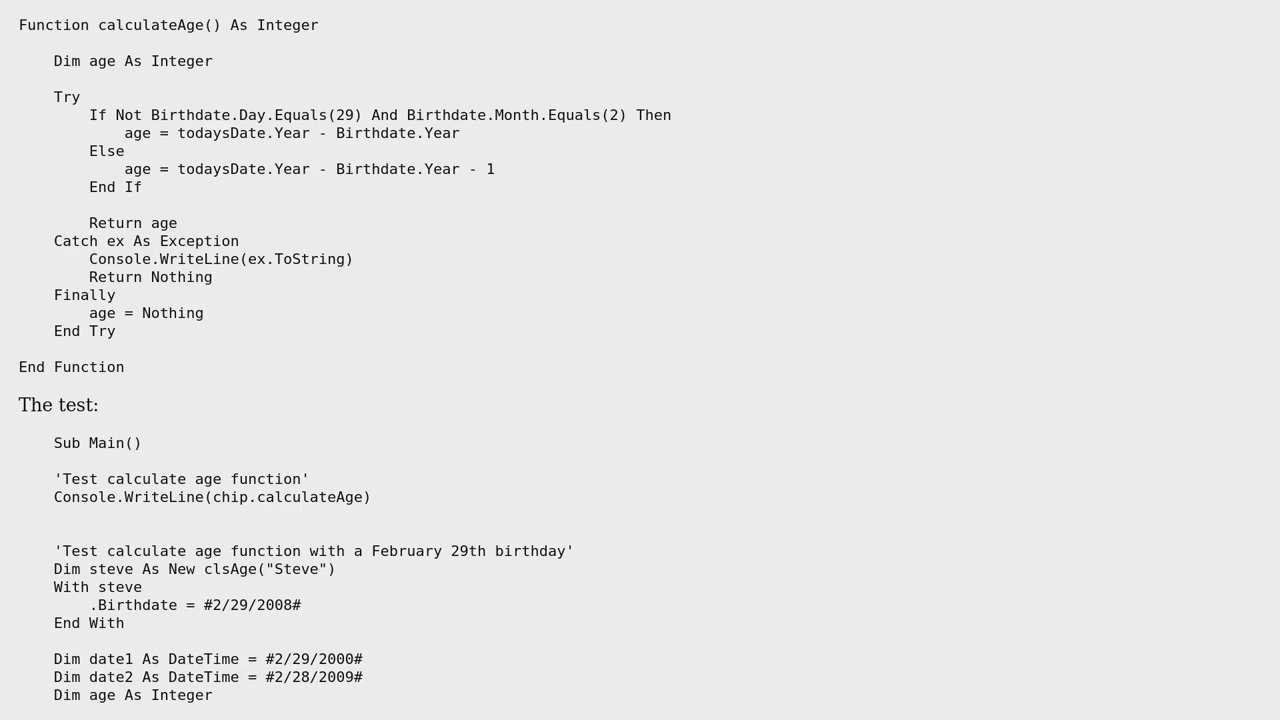 Function calculateAge() As Integer
Dim age As Integer
Try
If Not Birthdate.Day.Equals(29) And Birthdate.Month.Equals(2) Then
age = todaysDate.Year - Birthdate.Year
Else
age = todaysDate.Year - Birthdate.Year - 1
End If
Return age
Catch ex As Exception
Console.WriteLine(ex.ToString)
Return Nothing
Finally
age = Nothing
End Try
End Function
The test:
Sub Main()
'Test calculate age function'
Console.WriteLine(chip.calculateAge)
'Test calculate age function with a February 29th birthday'
Dim steve As New clsAge("Steve")
With steve
.Birthdate = #2/29/2008#
End With
Dim date1 As DateTime = #2/29/2000#
Dim date2 As DateTime = #2/28/2009#
Dim age As Integer